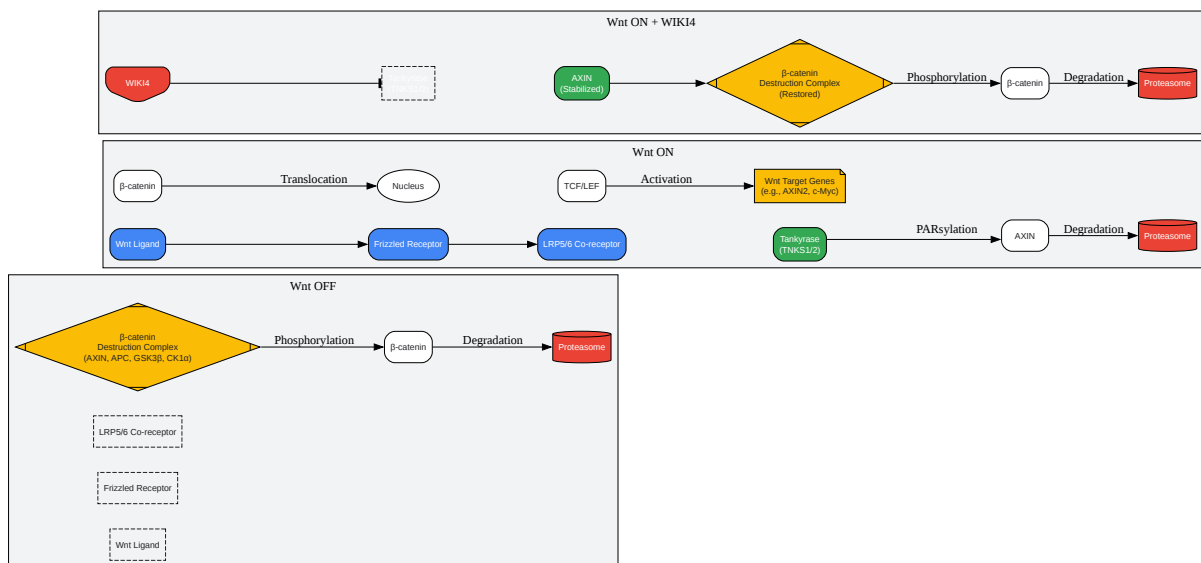 Wnt ON + WIKI4
WIKI4
AXIN
(Stabilized)
β-catenin
Destruction Complex
(Restored)
Phosphorylation
β-catenin
Degradation
Proteasome
Wnt ON
β-catenin
Translocation
Nucleus
TCF/LEF
Activation
Wnt Target Genes
(e.g., AXIN2, c-Myc)
Wnt Ligand
Frizzled Receptor
LRP5/6 Co-receptor
Tankyrase
(TNKS1/2)
PARsylation
AXIN
Degradation
Proteasome
Wnt OFF
β-catenin
Destruction Complex
(AXIN, APC, GSK3β, CK1α)
Phosphorylation
β-catenin
Degradation
Proteasome
LRP5/6 Co-receptor
Frizzled Receptor
Wnt Ligand